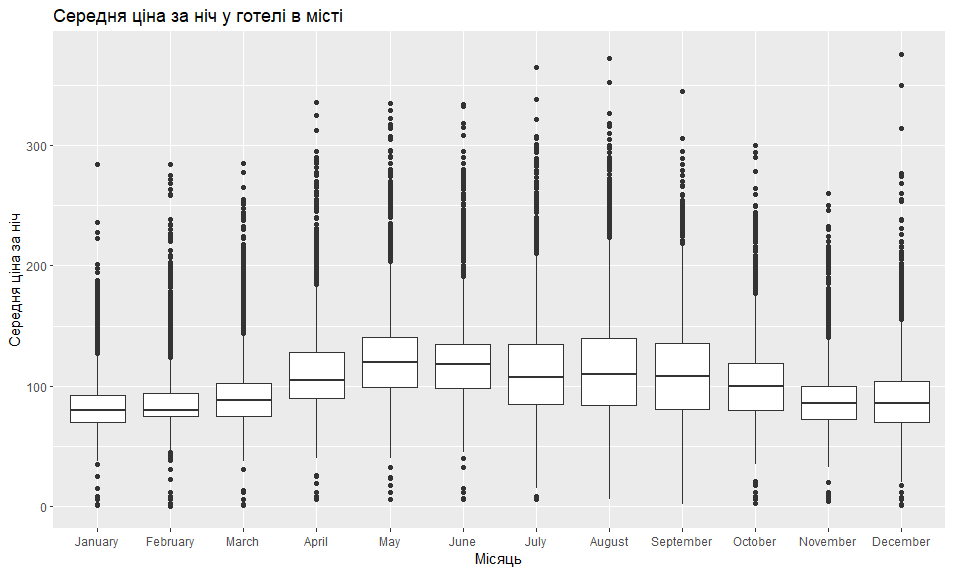 Середня ціна за ніч у готелі в місті
Середня ціна за ніч
300
200
100
0
January February March April May June July August September October November December
Місяць